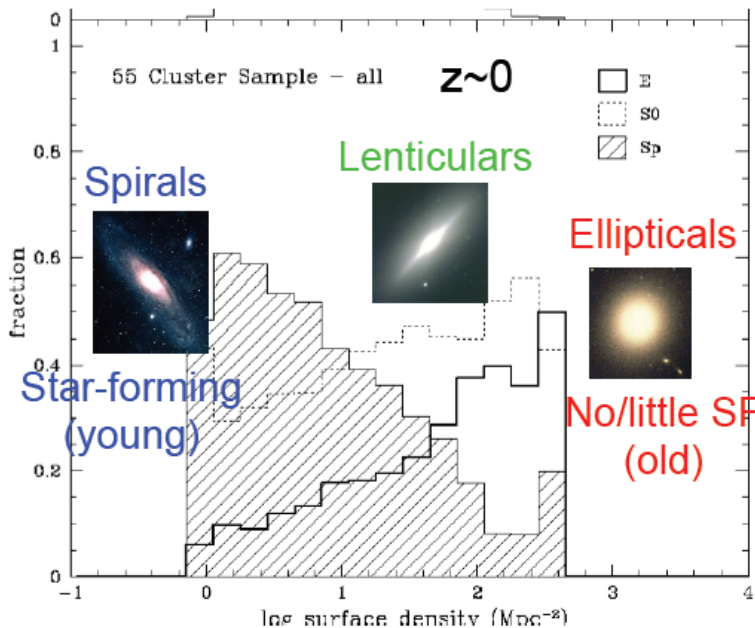 0
1
55 Cluster Sample - all
z~0
E
S0
Sp
0.8
Spirals
Lenticulars
Ellipticals
0.6
fraction
0.4
Star-forming
(young)
No/little SF
(old)
0.2
0
-1
0
1
2
3
4
log surface density (Mpc⁻²)